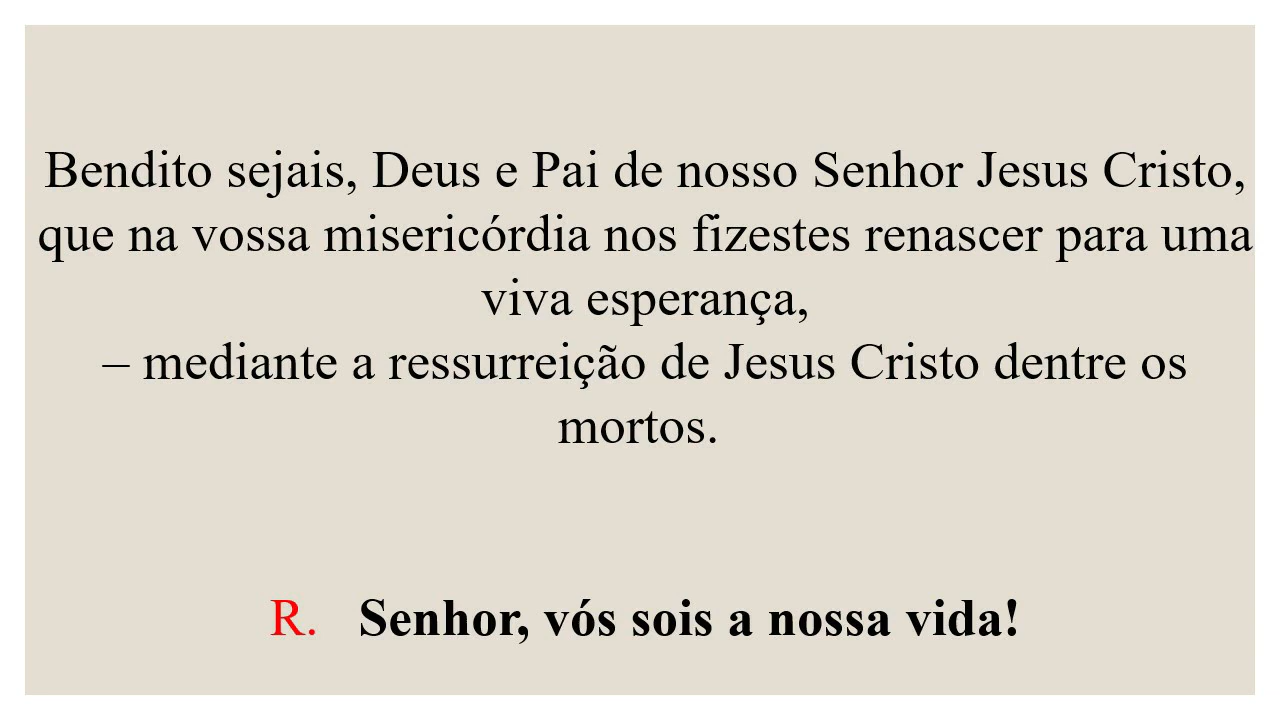 Bendito sejais, Deus e Pai de nosso Senhor Jesus Cristo,
que na vossa misericórdia nos fizestes renascer para uma
viva esperança,
– mediante a ressurreição de Jesus Cristo dentre os
mortos.
R. Senhor, vós sois a nossa vida!